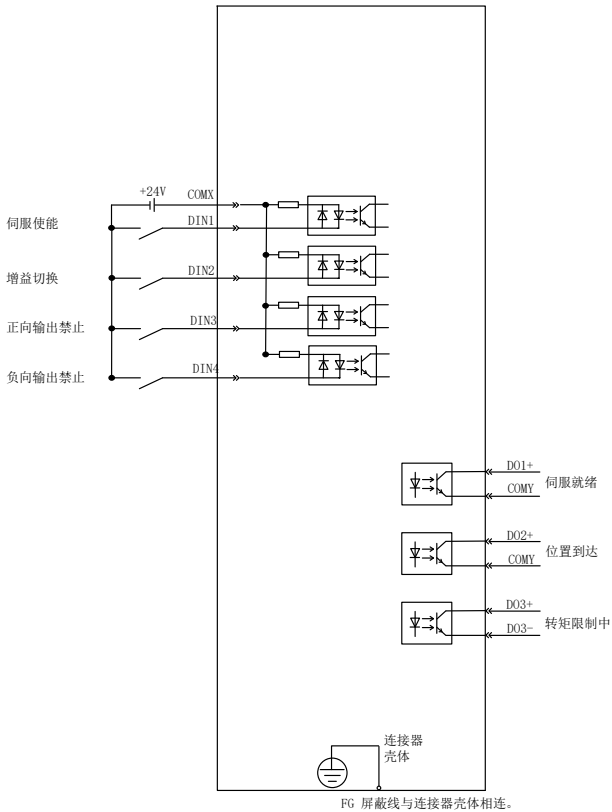 +24V
COMX
伺服使能
DIN1
增益切换
DIN2
正向输出禁止
DIN3
负向输出禁止
DIN4
DO1+
伺服就绪
COMY
DO2+
位置到达
COMY
DO3+
转矩限制中
DO3-
连接器
壳体
FG 屏蔽线与连接器壳体相连。